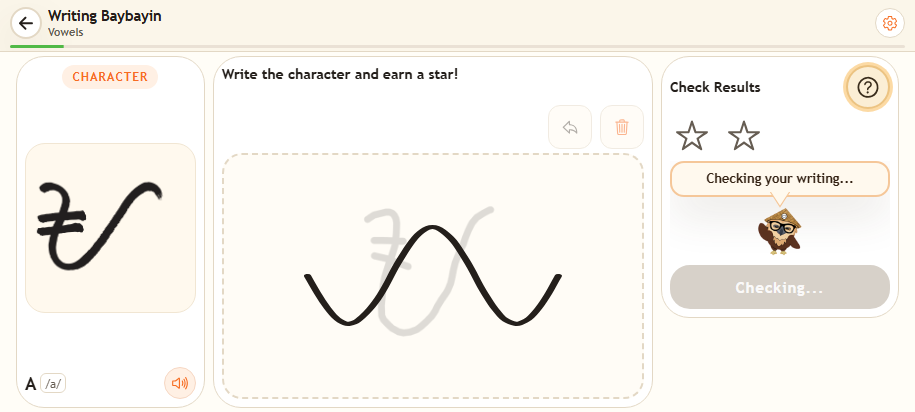 Writing Baybayin
Vowels
CHARACTER
ᜀ
A /a/
Write the character and earn a star!
Check Results
?
Checking your writing...
Checking...